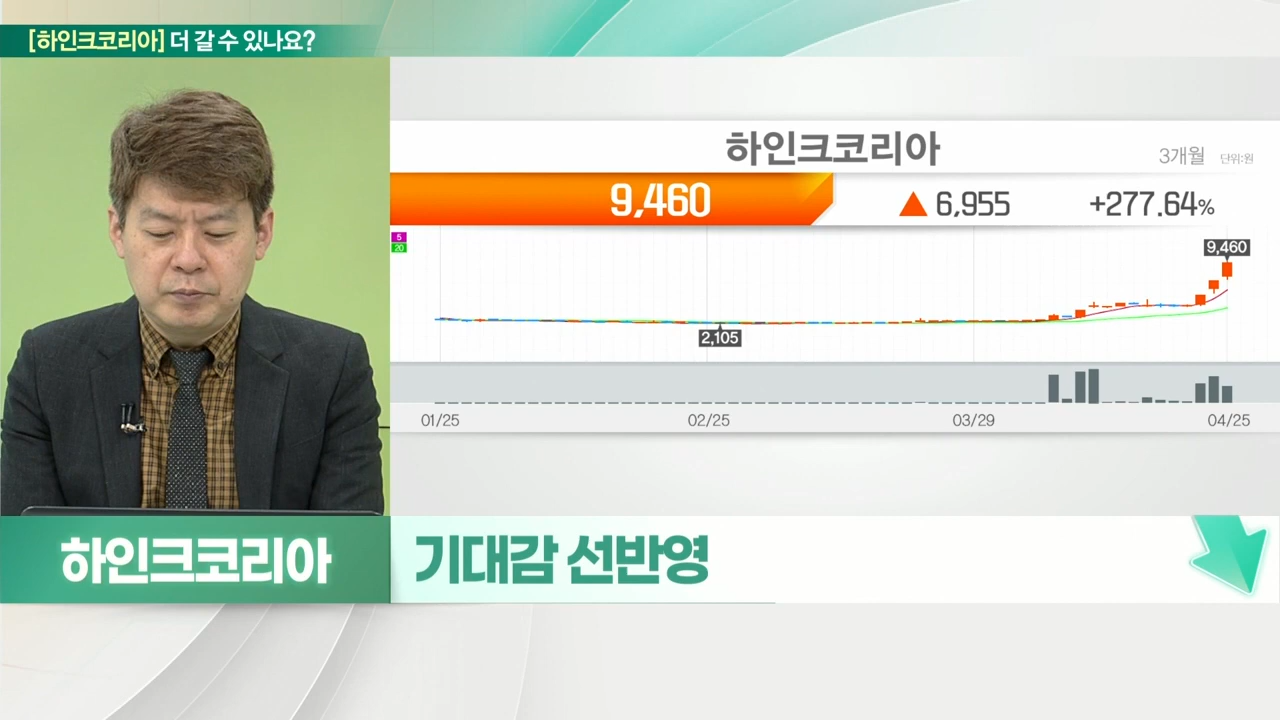 [하인크코리아] 더 갈 수 있나요?
하인크코리아
3개월 단위:원
9,460 ▲ 6,955 +277.64%
5
20
9,460
2,105
01/25 02/25 03/29 04/25
하인크코리아 기대감 선반영